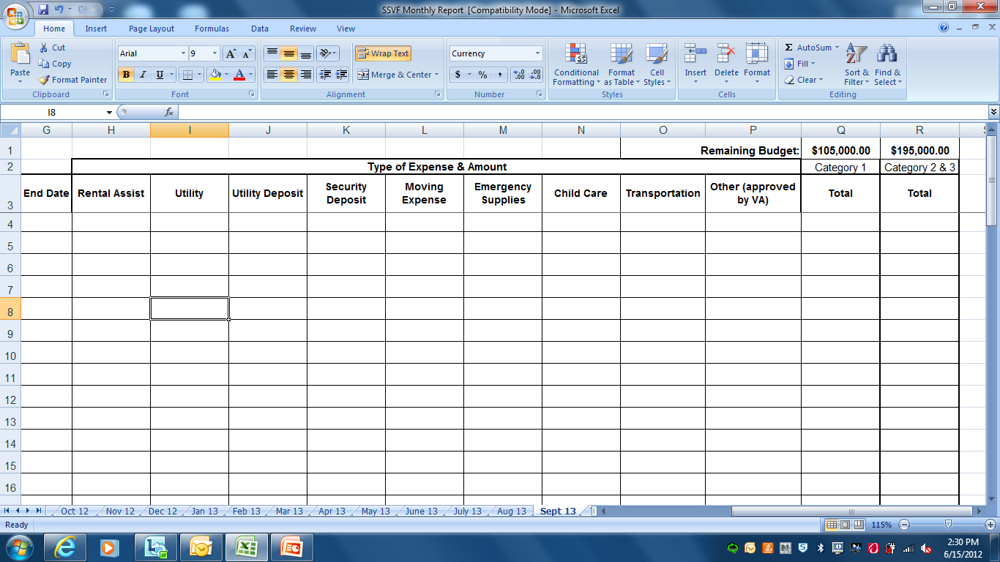 SSVF Monthly Report [Compatibility Mode] - Microsoft Excel
Home Insert Page Layout Formulas Data Review View
Paste Cut Copy Format Painter Clipboard
Arial 9 B I U A A A Font
Wrap Text Merge & Center Alignment
Currency $ % , .00 Number
Conditional Formatting Format as Table Cell Styles Styles
Insert Delete Format Cells
Σ AutoSum Fill Clear Sort & Filter Find & Select Editing
I8 fx
G H I J K L M N O P Q R
1 Remaining Budget: $105,000.00 $195,000.00
2 Type of Expense & Amount Category 1 Category 2 & 3
3 End Date Rental Assist Utility Utility Deposit Security Deposit Moving Expense Emergency Supplies Child Care Transportation Other (approved by VA) Total Total
4
5
6
7
8
9
10
11
12
13
14
15
16
Oct 12 Nov 12 Dec 12 Jan 13 Feb 13 Mar 13 Apr 13 May 13 June 13 July 13 Aug 13 Sept 13
Ready 115%
2:30 PM
6/15/2012